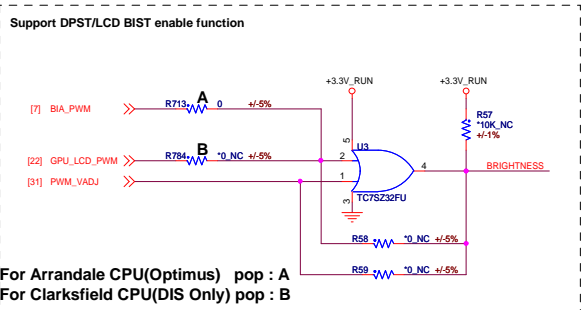 Support DPST/LCD BIST enable function
+3.3V_RUN +3.3V_RUN
A
[7] BIA_PWM R713 0 +/-5%
R57
*10K_NC
+/-1%
B
5 U3
[22] GPU_LCD_PWM R784 *0_NC +/-5% 2
4 BRIGHTNESS
[31] PWM_VADJ 1
3 TC7SZ32FU
R58 *0_NC +/-5%
R59 *0_NC +/-5%
For Arrandale CPU(Optimus) pop : A
For Clarksfield CPU(DIS Only) pop : B